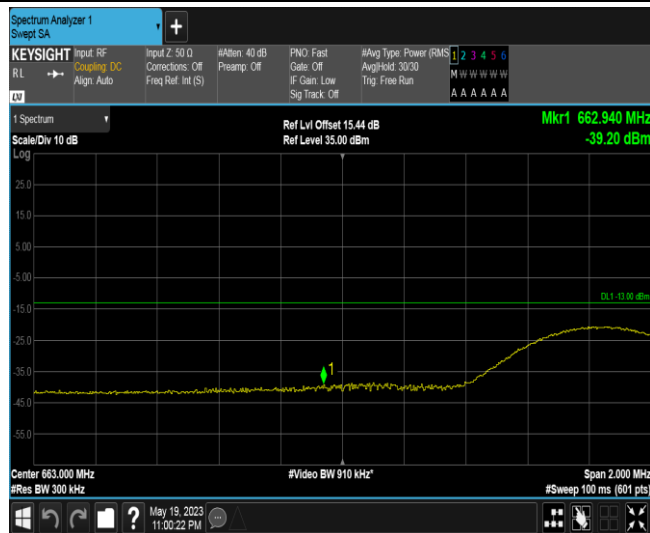 Spectrum Analyzer 1
Swept SA
KEYSIGHT
RL
Input: RF
Coupling: DC
Align: Auto
Input Z: 50 Ω
Corrections: Off
Freq Ref: Int (S)
#Atten: 40 dB
Preamp: Off
PNO: Fast
Gate: Off
IF Gain: Low
Sig Track: Off
#Avg Type: Power (RMS
Avg|Hold: 30/30
Trig: Free Run
1 2 3 4 5 6
M W W W W W
A A A A A A
1 Spectrum
Scale/Div 10 dB
Log
Ref Lvl Offset 15.44 dB
Ref Level 35.00 dBm
Mkr1 662.940 MHz
-39.20 dBm
25.0
15.0
5.00
-5.00
-15.0
-25.0
-35.0
-45.0
-55.0
DL1 -13.00 dBm
1
Center 663.000 MHz
#Res BW 300 kHz
#Video BW 910 kHz*
Span 2.000 MHz
#Sweep 100 ms (601 pts)
May 19, 2023
11:00:22 PM